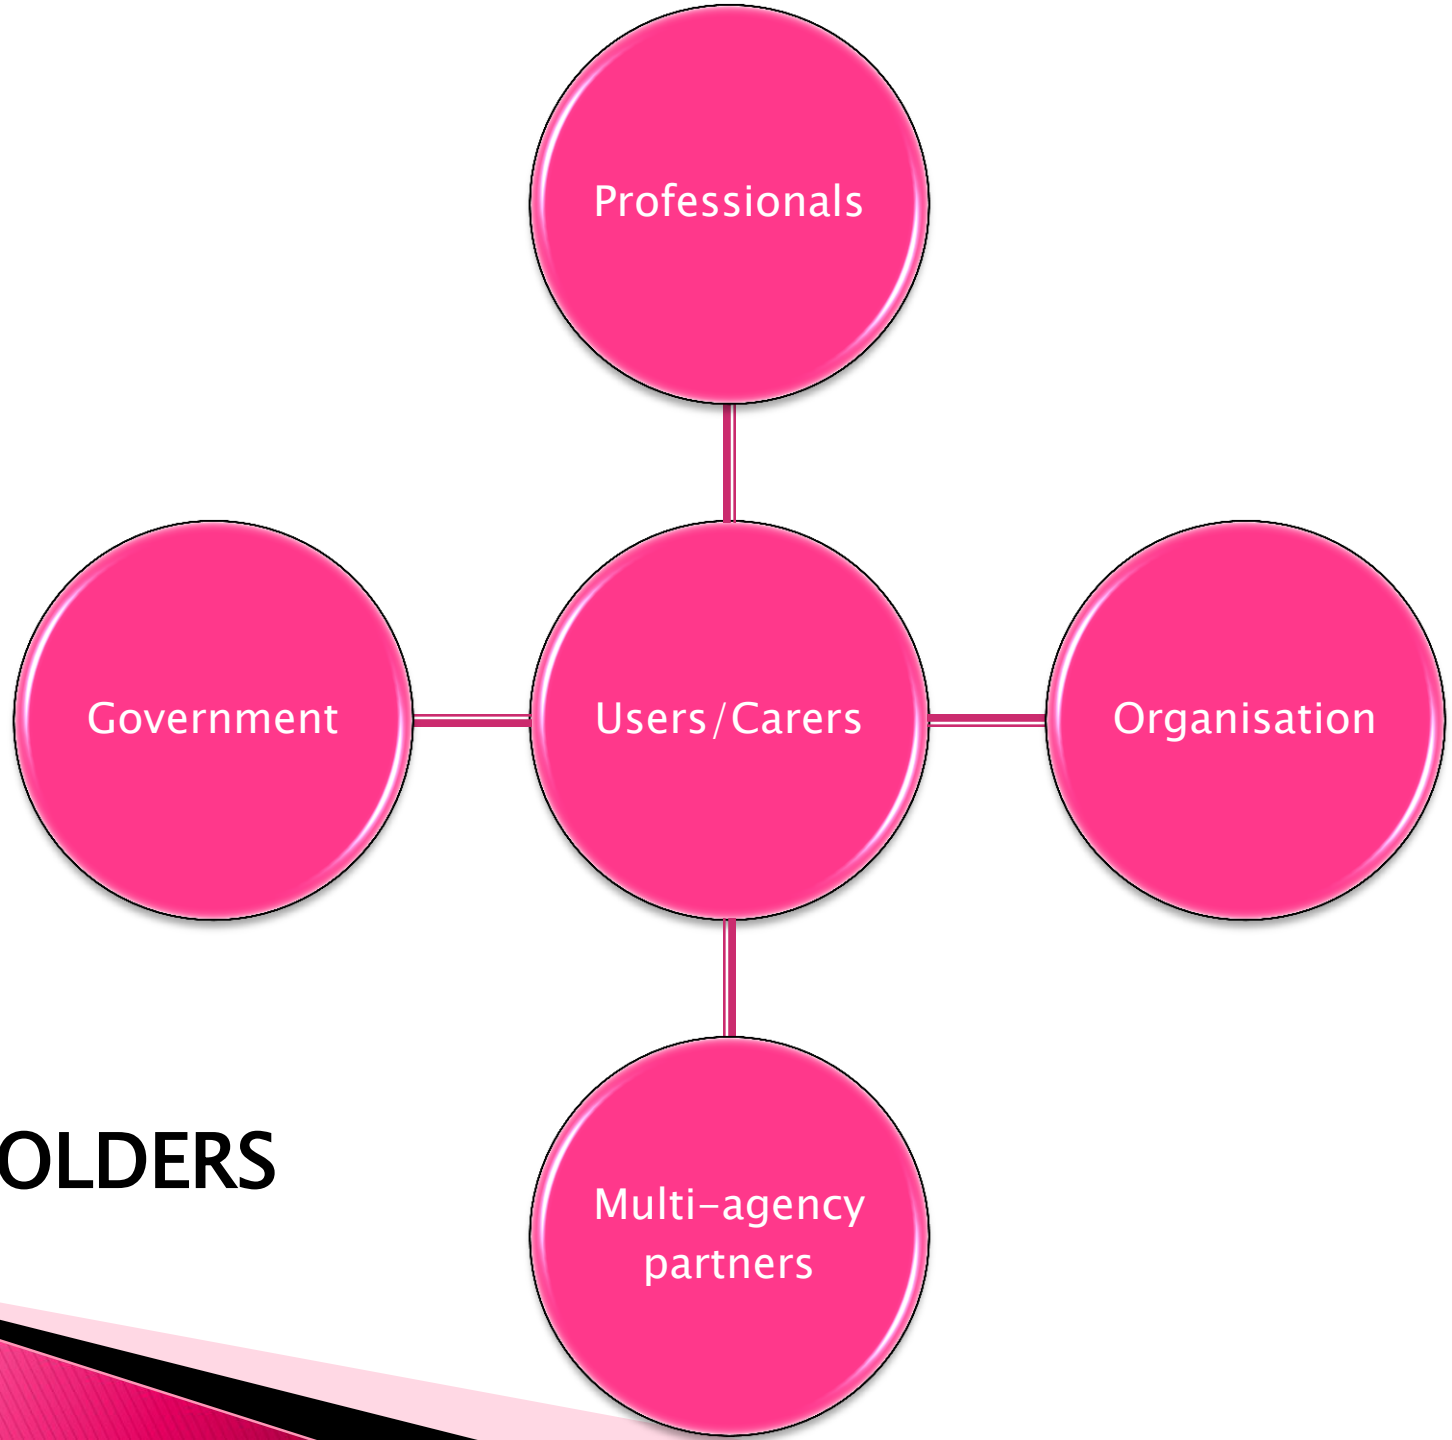 Professionals
Government
Users/Carers
Organisation
OLDERS
Multi-agency
partners